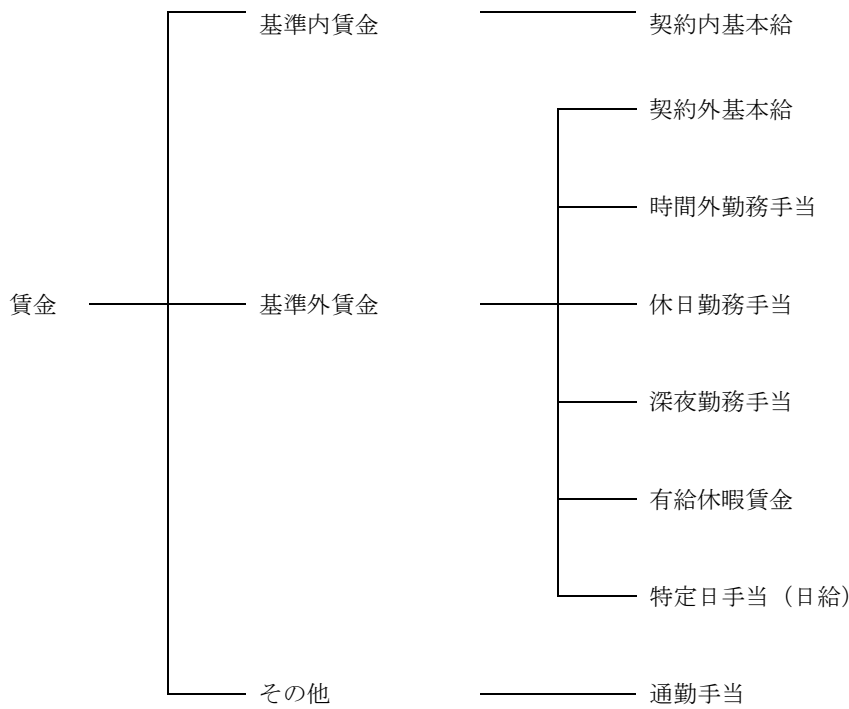 基準内賃金 契約内基本給
契約外基本給
時間外勤務手当
賃金 基準外賃金 休日勤務手当
深夜勤務手当
有給休暇賃金
特定日手当（日給）
その他 通勤手当